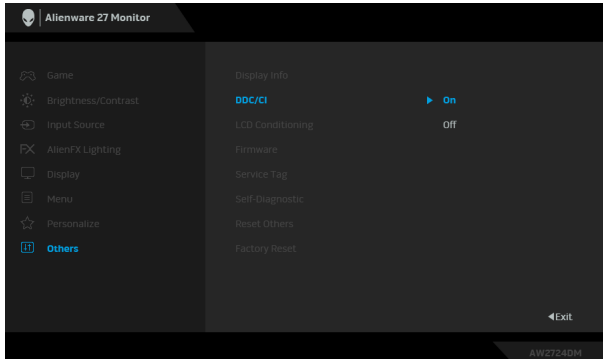 Alienware 27 Monitor
Game
Brightness/Contrast
Input Source
FX AlienFX Lighting
Display
Menu
Personalize
Others
Display Info
DDC/CI
LCD Conditioning
Firmware
Service Tag
Self-Diagnostic
Reset Others
Factory Reset
On
Off
Exit
AW2724DM